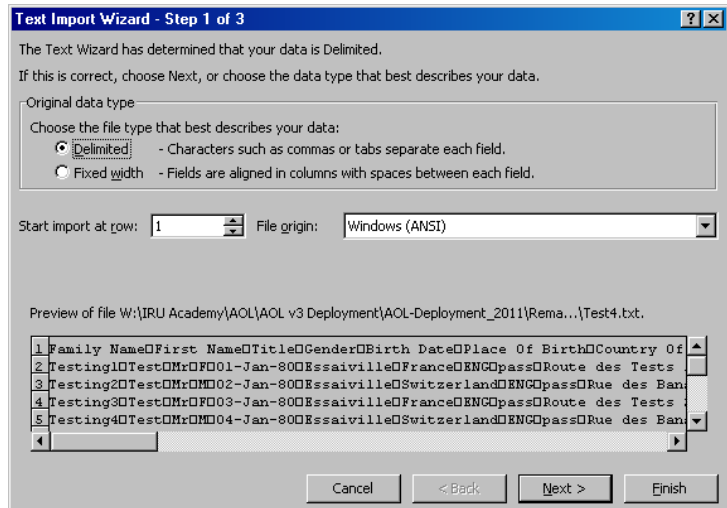 Text Import Wizard - Step 1 of 3
The Text Wizard has determined that your data is Delimited.
If this is correct, choose Next, or choose the data type that best describes your data.
Original data type
Choose the file type that best describes your data:
Delimited - Characters such as commas or tabs separate each field.
Fixed width - Fields are aligned in columns with spaces between each field.
Start import at row: 1 File origin: Windows (ANSI)
Preview of file W:\IRU Academy\AOL\AOL v3 Deployment\AOL-Deployment_2011\Rema...\Test4.txt.
1 Family Name□First Name□Title□Gender□Birth Date□Place Of Birth□Country Of
2 Testing1□Test□Mr□F□01-Jan-80□Essaiville□France□ENG□pass□Route des Tests
3 Testing2□Test□Mr□M□02-Jan-80□Essaiville□Switzerland□ENG□pass□Rue des Ban
4 Testing3□Test□Mr□F□03-Jan-80□Essaiville□France□ENG□pass□Route des Tests
5 Testing4□Test□Mr□M□04-Jan-80□Essaiville□Switzerland□ENG□pass□Rue des Ban
Cancel < Back Next > Finish